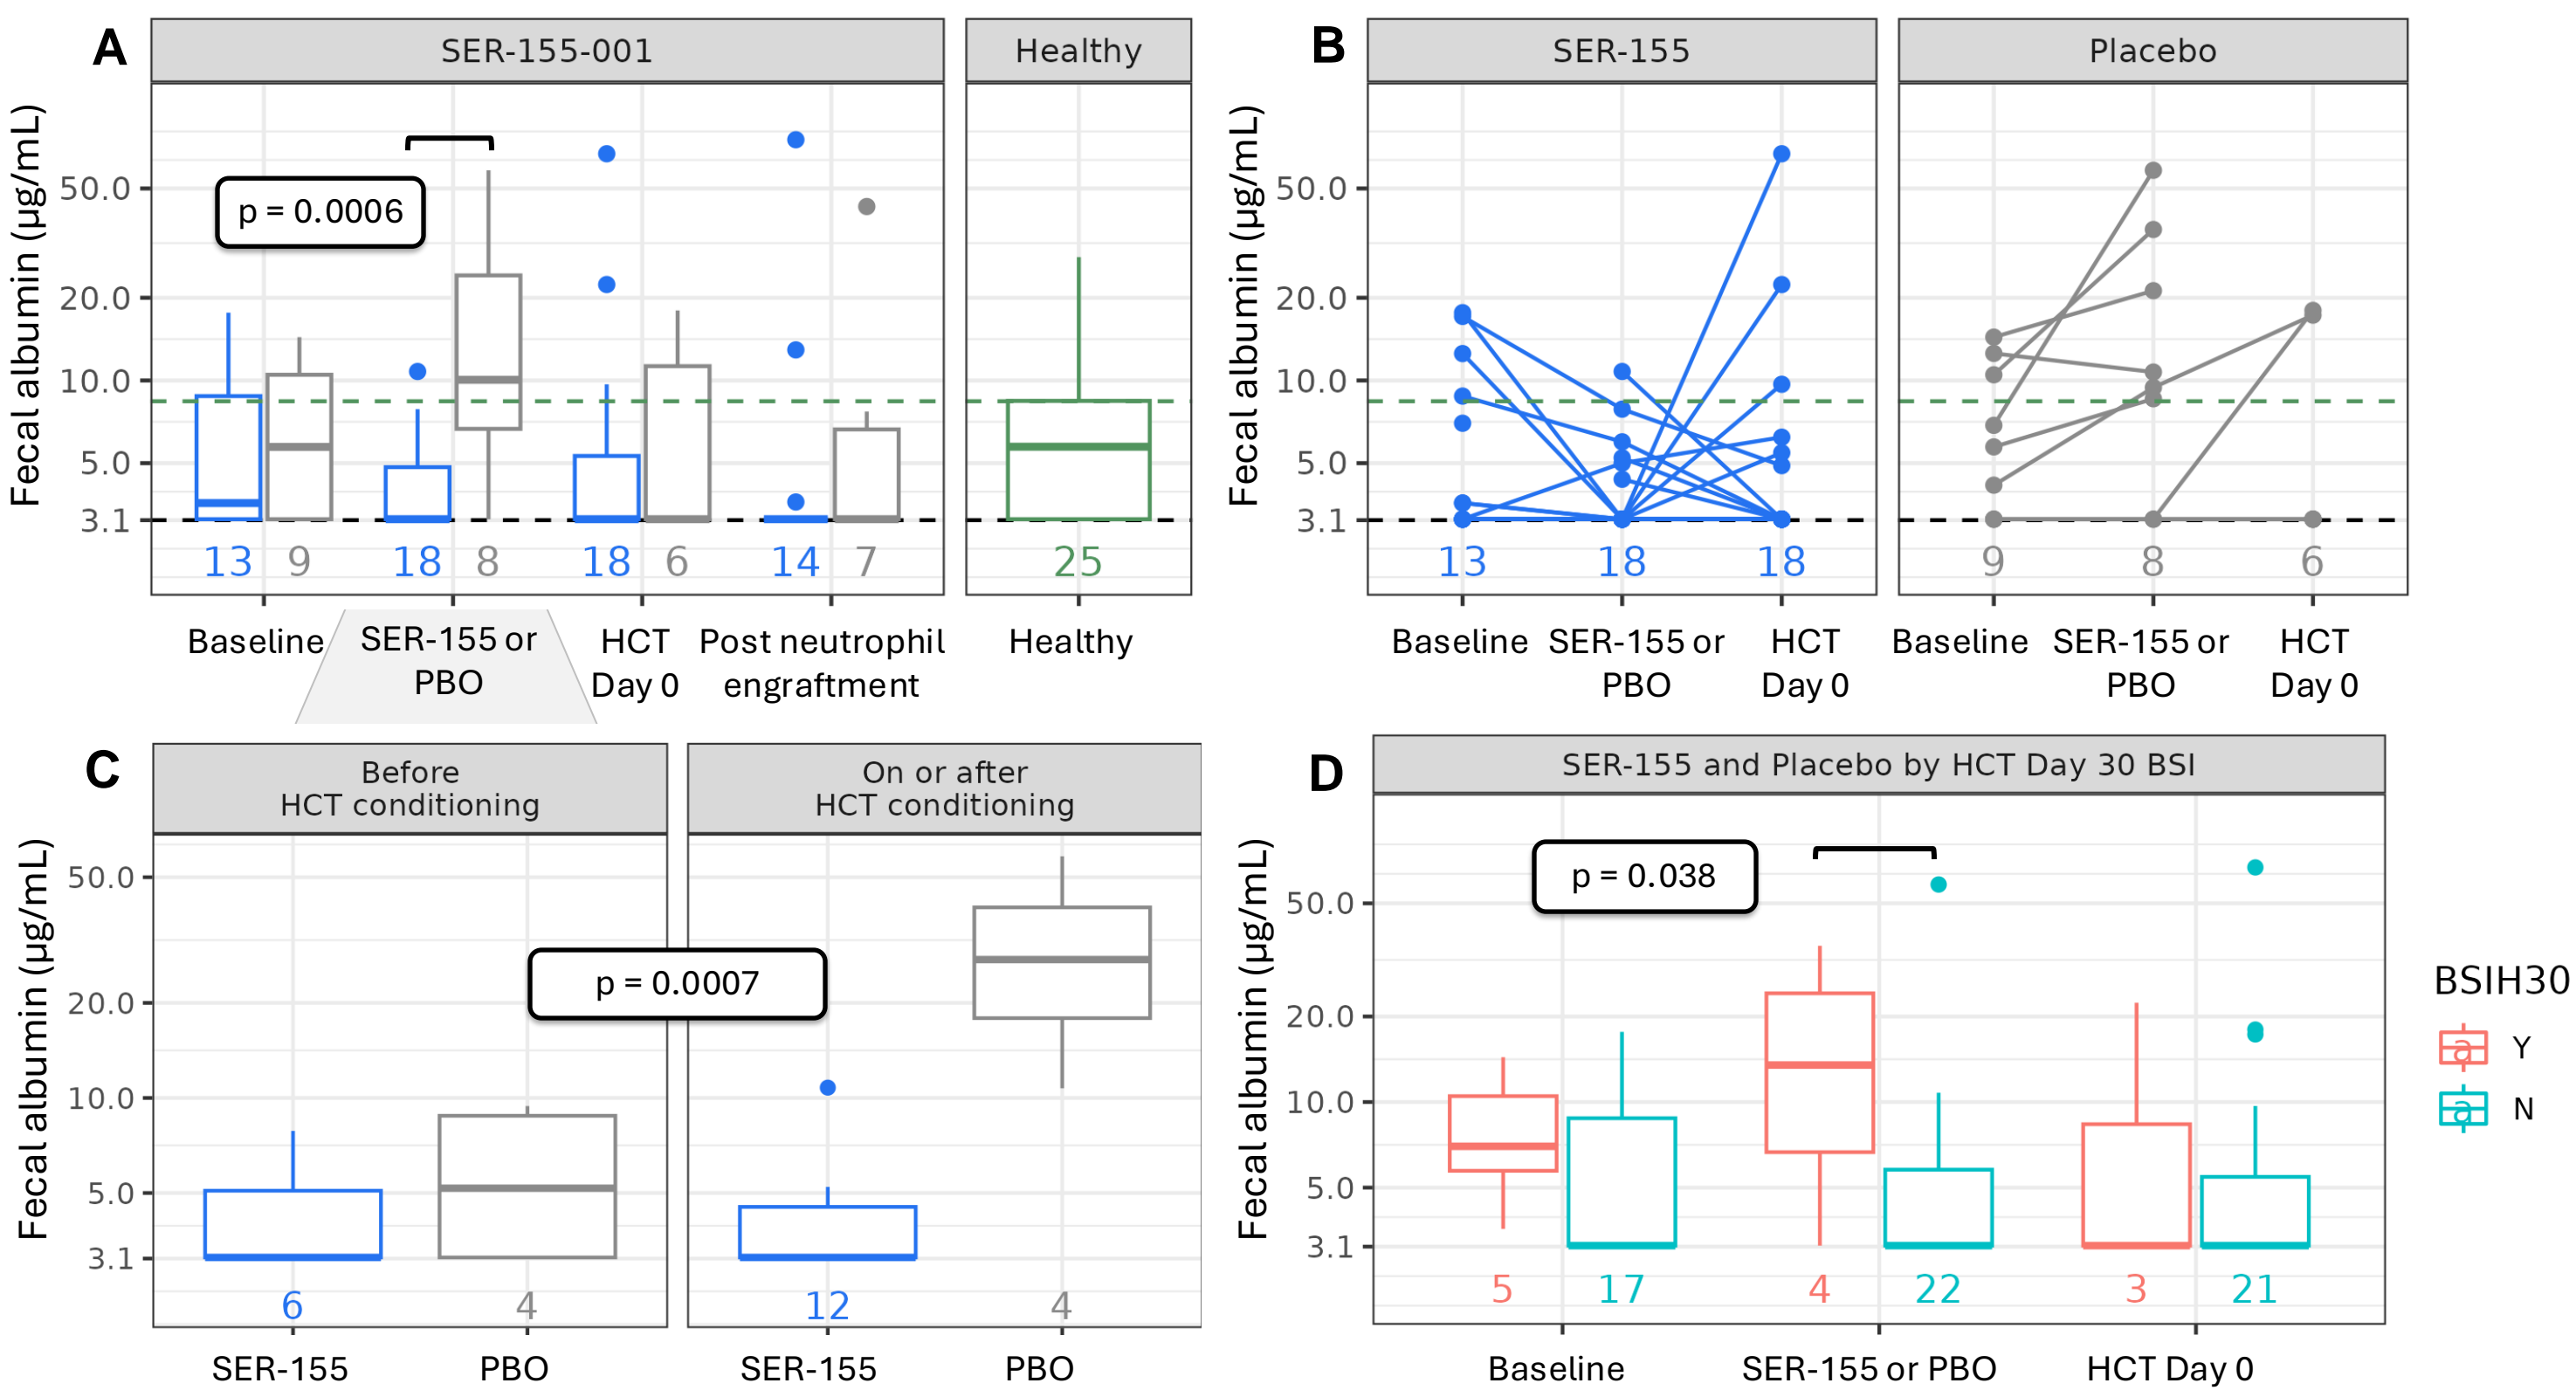 A
SER-155-001
Healthy
Fecal albumin (µg/mL)
50.0
20.0
10.0
5.0
3.1
p = 0.0006
13
9
18
8
18
6
14
7
25
Baseline
SER-155 or
PBO
HCT
Day 0
Post neutrophil
engraftment
Healthy
B
SER-155
Placebo
Fecal albumin (µg/mL)
50.0
20.0
10.0
5.0
3.1
13
18
18
9
8
6
Baseline
SER-155 or
PBO
HCT
Day 0
Baseline
SER-155 or
PBO
HCT
Day 0
C
Before
HCT conditioning
On or after
HCT conditioning
Fecal albumin (µg/mL)
50.0
20.0
10.0
5.0
3.1
p = 0.0007
6
4
12
4
SER-155
PBO
SER-155
PBO
D
SER-155 and Placebo by HCT Day 30 BSI
Fecal albumin (µg/mL)
50.0
20.0
10.0
5.0
3.1
p = 0.038
5
17
4
22
3
21
Baseline
SER-155 or PBO
HCT Day 0
BSIH30
a Y
a N